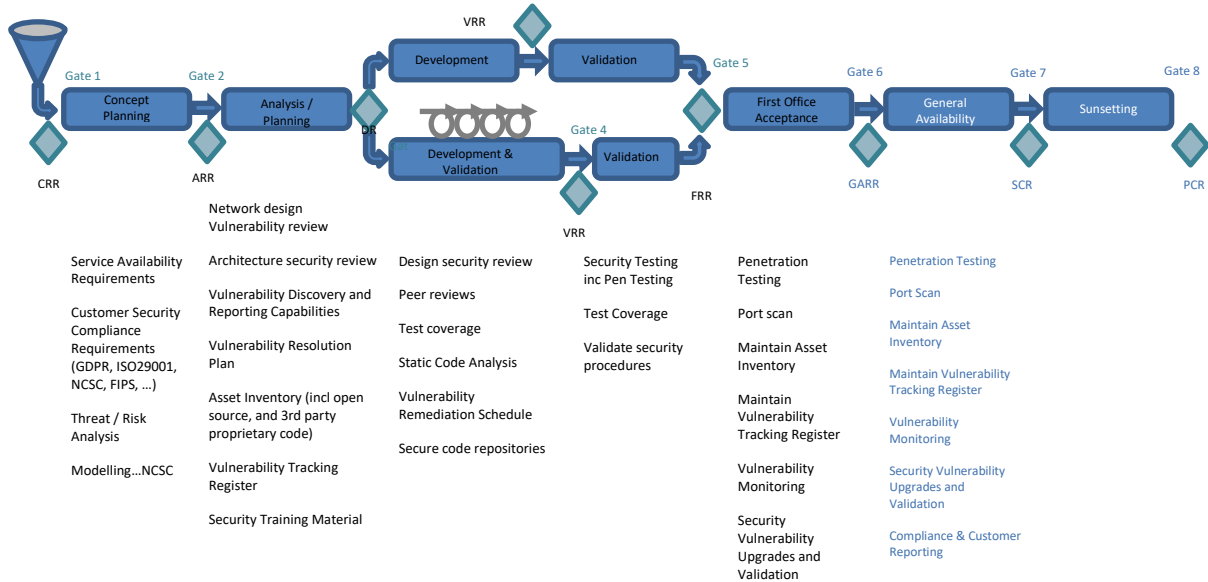 VRR
Development
Validation
Gate 1
Gate 2
Gate 5
Gate 6
Gate 7
Gate 8
Concept
Planning
Analysis /
Planning
DR
First Office
Acceptance
General
Availability
Sunsetting
Gate 4
Development &
Validation
Validation
CRR
ARR
VRR
FRR
GARR
SCR
PCR
Service Availability
Requirements
Customer Security
Compliance
Requirements
(GDPR, ISO29001,
NCSC, FIPS, …)
Threat / Risk
Analysis
Modelling…NCSC
Network design
Vulnerability review
Architecture security review
Vulnerability Discovery and
Reporting Capabilities
Vulnerability Resolution
Plan
Asset Inventory (incl open
source, and 3rd party
proprietary code)
Vulnerability Tracking
Register
Security Training Material
Design security review
Peer reviews
Test coverage
Static Code Analysis
Vulnerability
Remediation Schedule
Secure code repositories
Security Testing
inc Pen Testing
Test Coverage
Validate security
procedures
Penetration
Testing
Port scan
Maintain Asset
Inventory
Maintain
Vulnerability
Tracking Register
Vulnerability
Monitoring
Security
Vulnerability
Upgrades and
Validation
Penetration Testing
Port Scan
Maintain Asset
Inventory
Maintain Vulnerability
Tracking Register
Vulnerability
Monitoring
Security Vulnerability
Upgrades and
Validation
Compliance & Customer
Reporting